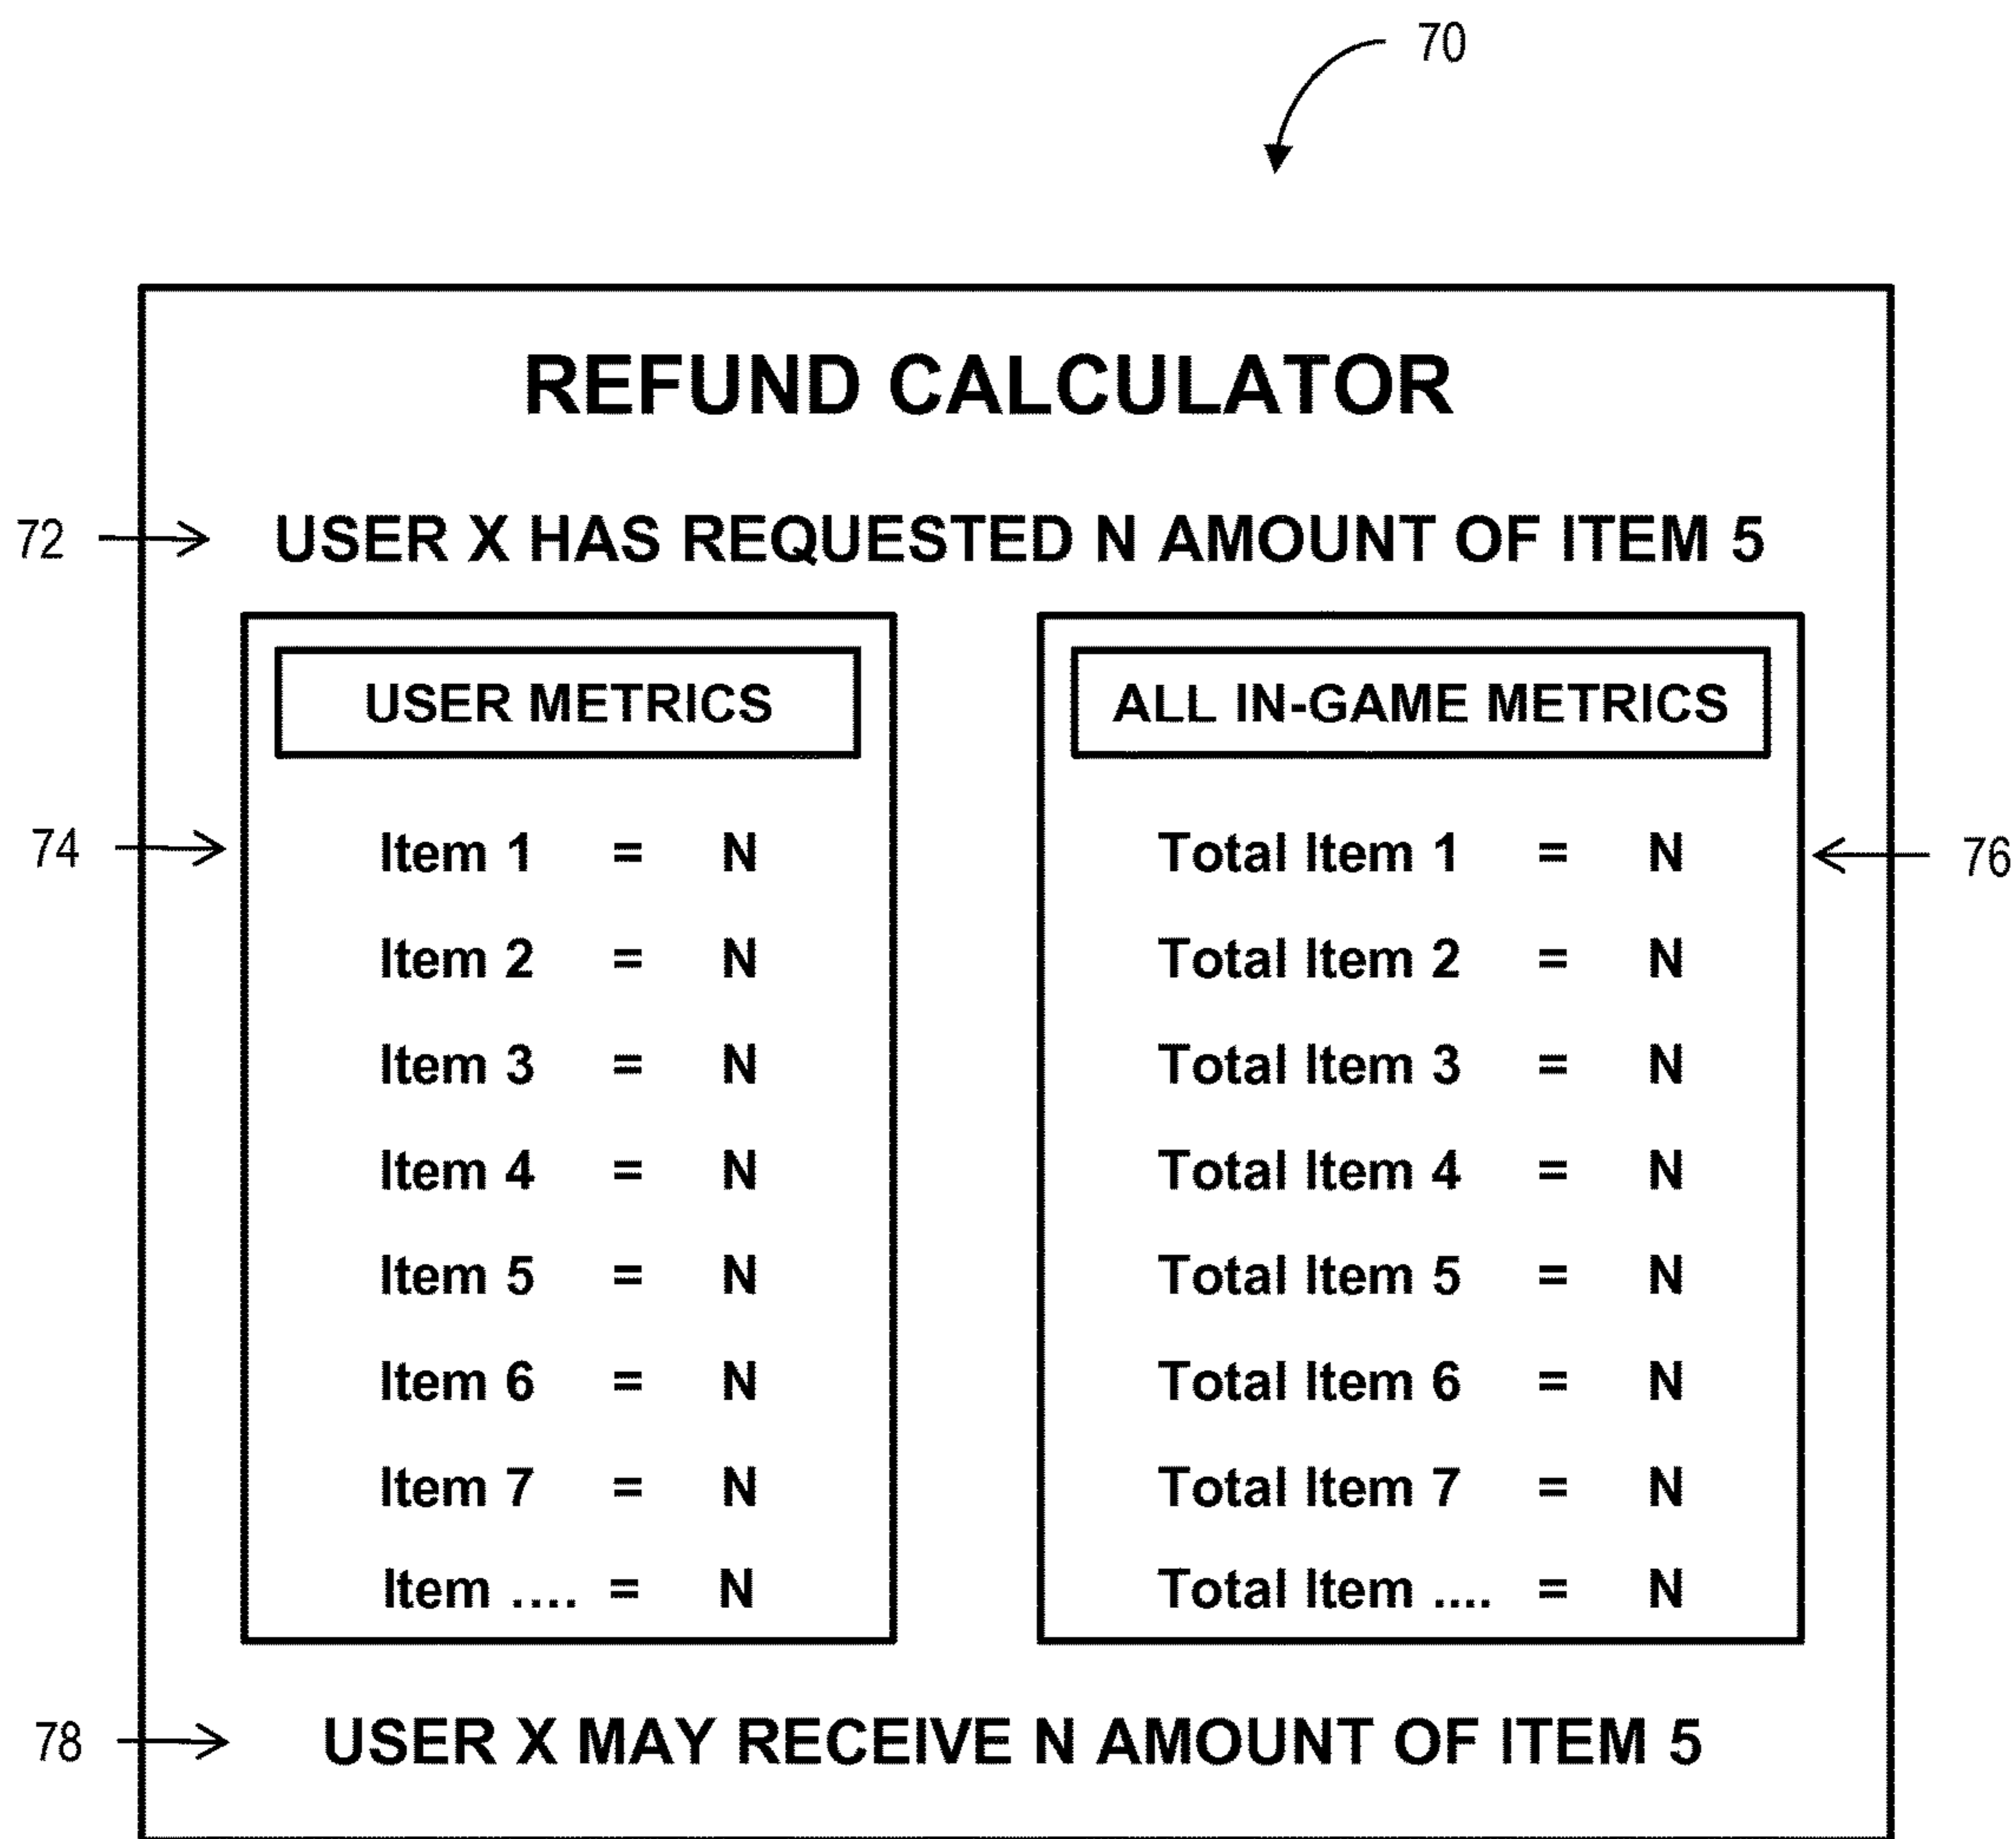 70
REFUND CALCULATOR
72
USER X HAS REQUESTED N AMOUNT OF ITEM 5
USER METRICS
74
Item 1 = N
Item 2 = N
Item 3 = N
Item 4 = N
Item 5 = N
Item 6 = N
Item 7 = N
Item .... = N
ALL IN-GAME METRICS
Total Item 1 = N
76
Total Item 2 = N
Total Item 3 = N
Total Item 4 = N
Total Item 5 = N
Total Item 6 = N
Total Item 7 = N
Total Item .... = N
78
USER X MAY RECEIVE N AMOUNT OF ITEM 5